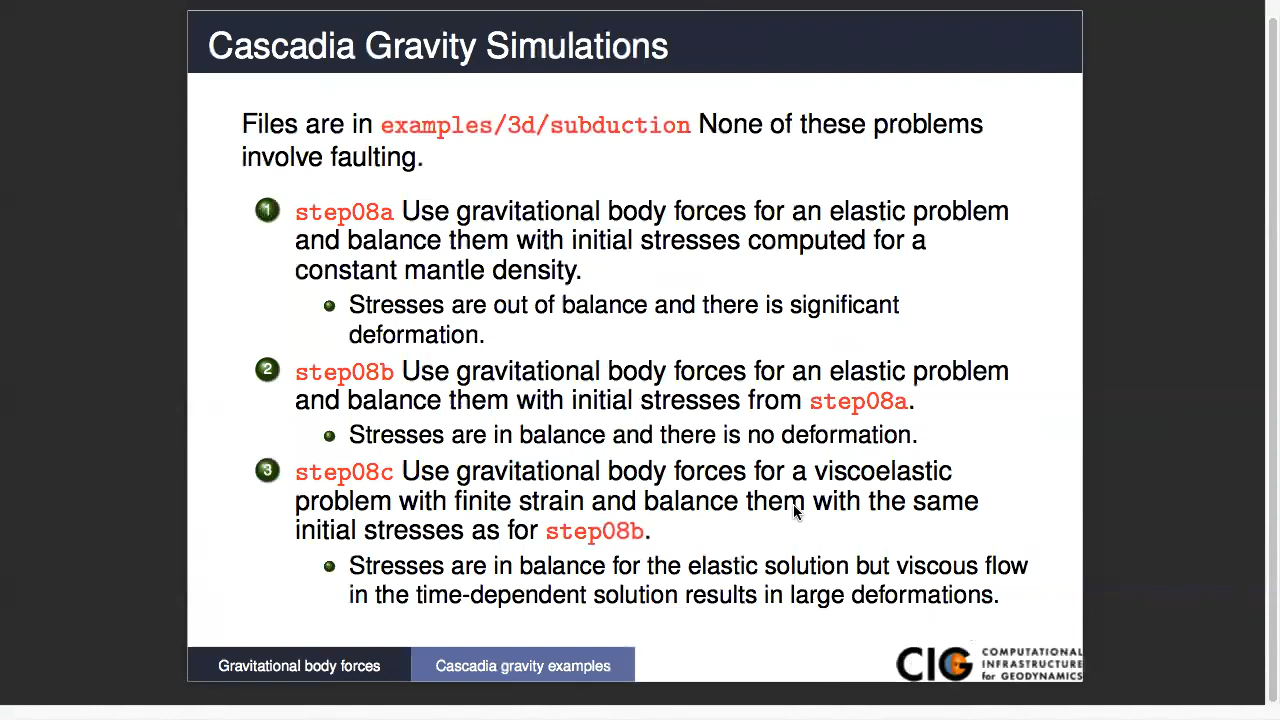 Cascadia Gravity Simulations
Files are in examples/3d/subduction None of these problems
involve faulting.
1 step08a Use gravitational body forces for an elastic problem
and balance them with initial stresses computed for a
constant mantle density.
Stresses are out of balance and there is significant
deformation.
2 step08b Use gravitational body forces for an elastic problem
and balance them with initial stresses from step08a.
Stresses are in balance and there is no deformation.
3 step08c Use gravitational body forces for a viscoelastic
problem with finite strain and balance them with the same
initial stresses as for step08b.
Stresses are in balance for the elastic solution but viscous flow
in the time-dependent solution results in large deformations.
Gravitational body forces
Cascadia gravity examples
CIG
COMPUTATIONAL
INFRASTRUCTURE
for GEODYNAMICS